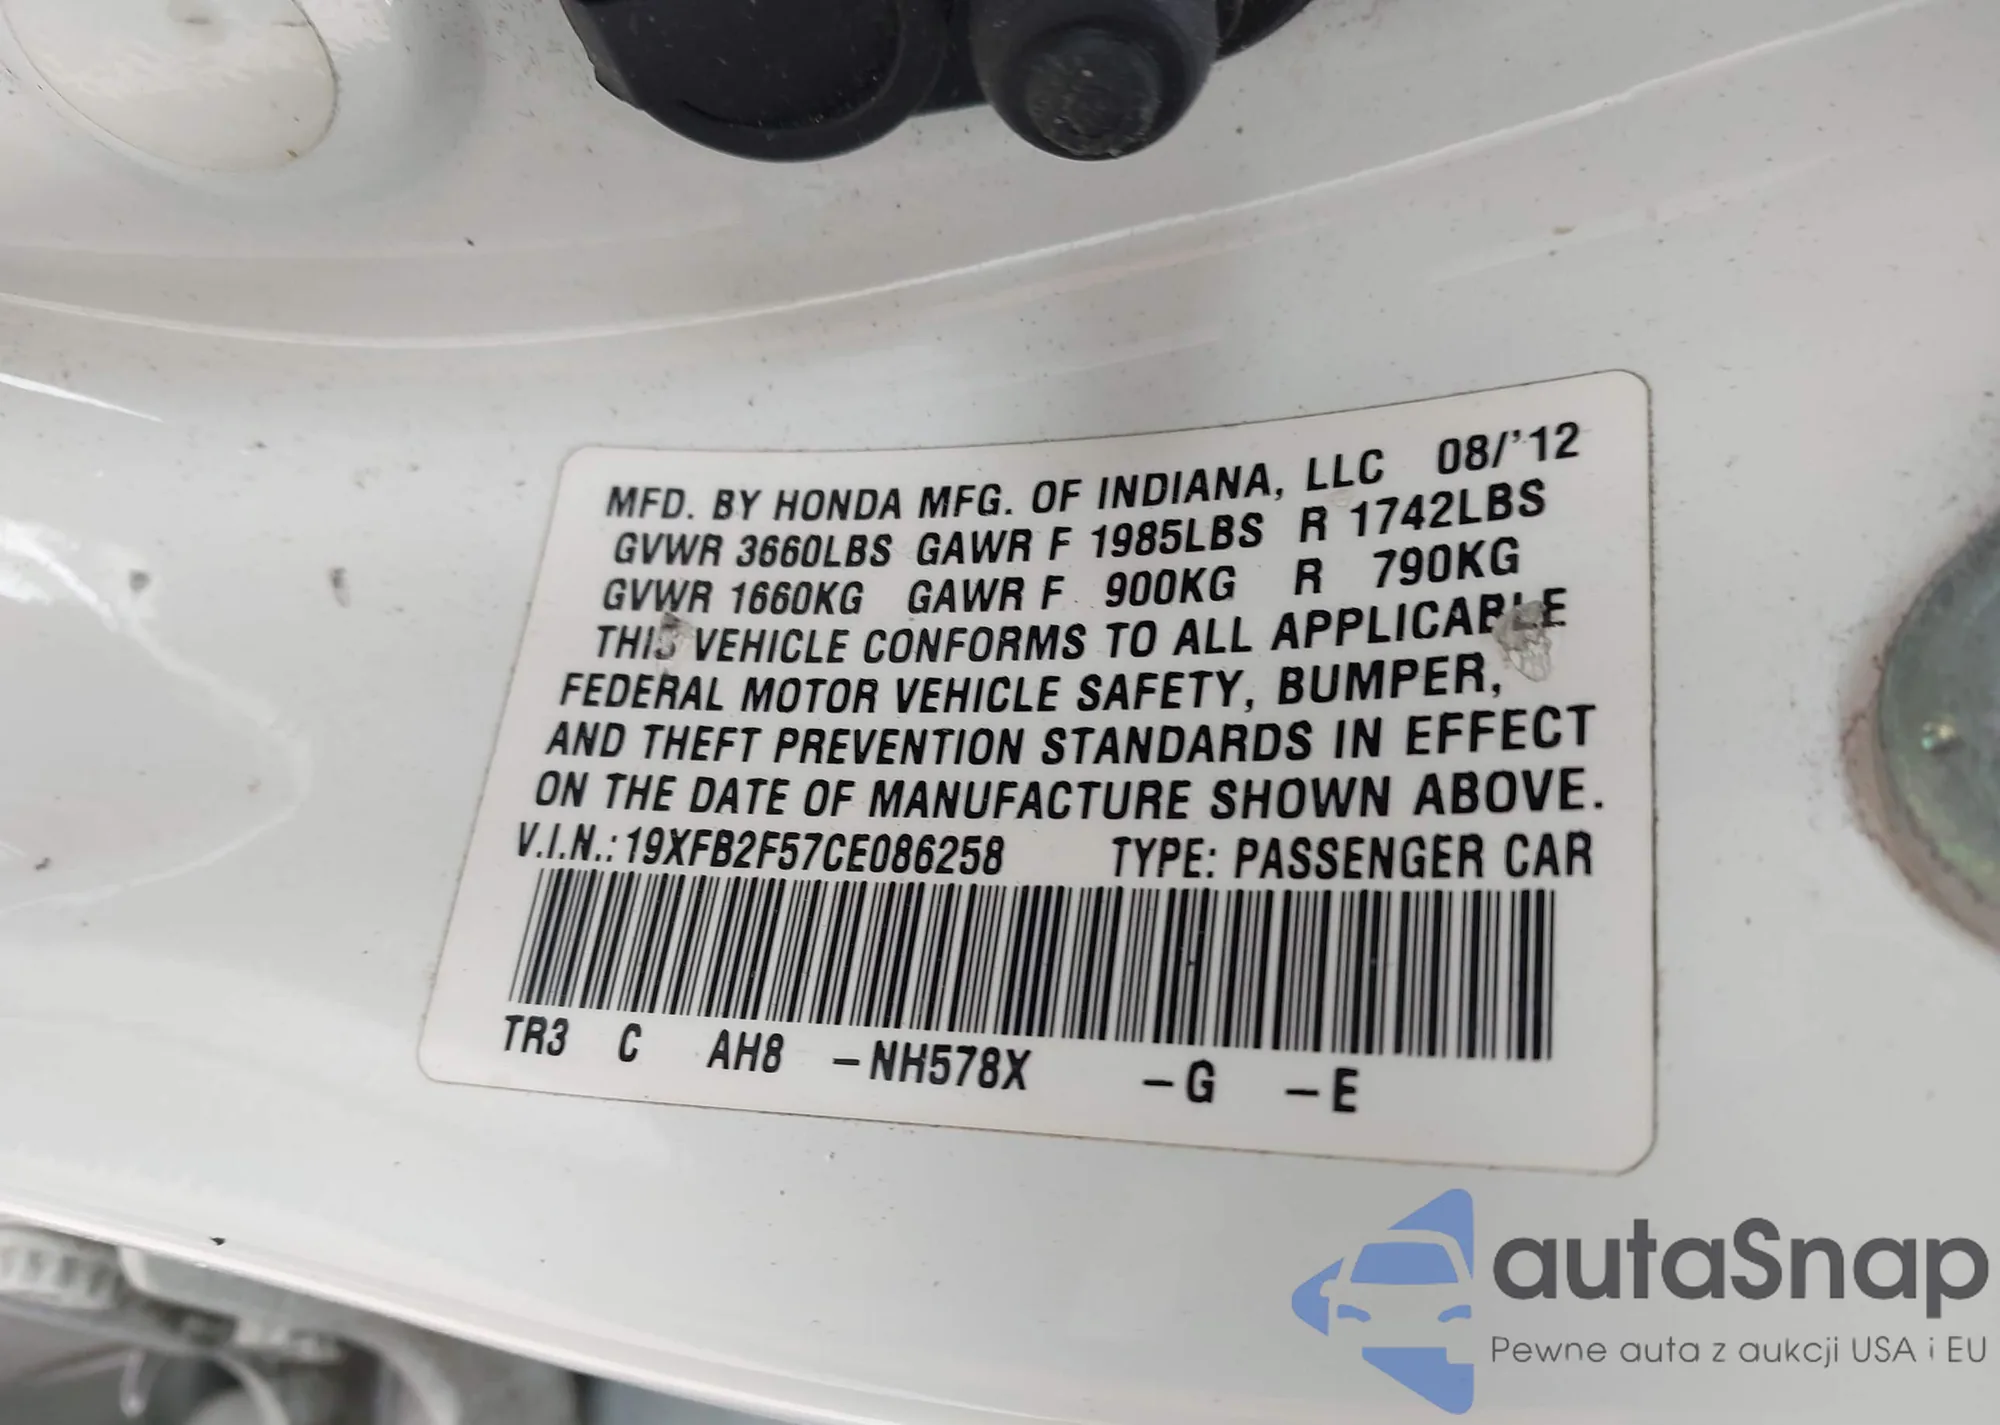 MFD. BY HONDA MFG. OF INDIANA, LLC 08/'12
GVWR 3660LBS GAWR F 1985LBS R 1742LBS
GVWR 1660KG GAWR F 900KG R 790KG
THIS VEHICLE CONFORMS TO ALL APPLICABLE
FEDERAL MOTOR VEHICLE SAFETY, BUMPER,
AND THEFT PREVENTION STANDARDS IN EFFECT
ON THE DATE OF MANUFACTURE SHOWN ABOVE.
V.I.N.: 19XFB2F57CE086258 TYPE: PASSENGER CAR
TR3 C AH8 –NH578X –G –E
autaSnap
Pewne auta z aukcji USA i EU